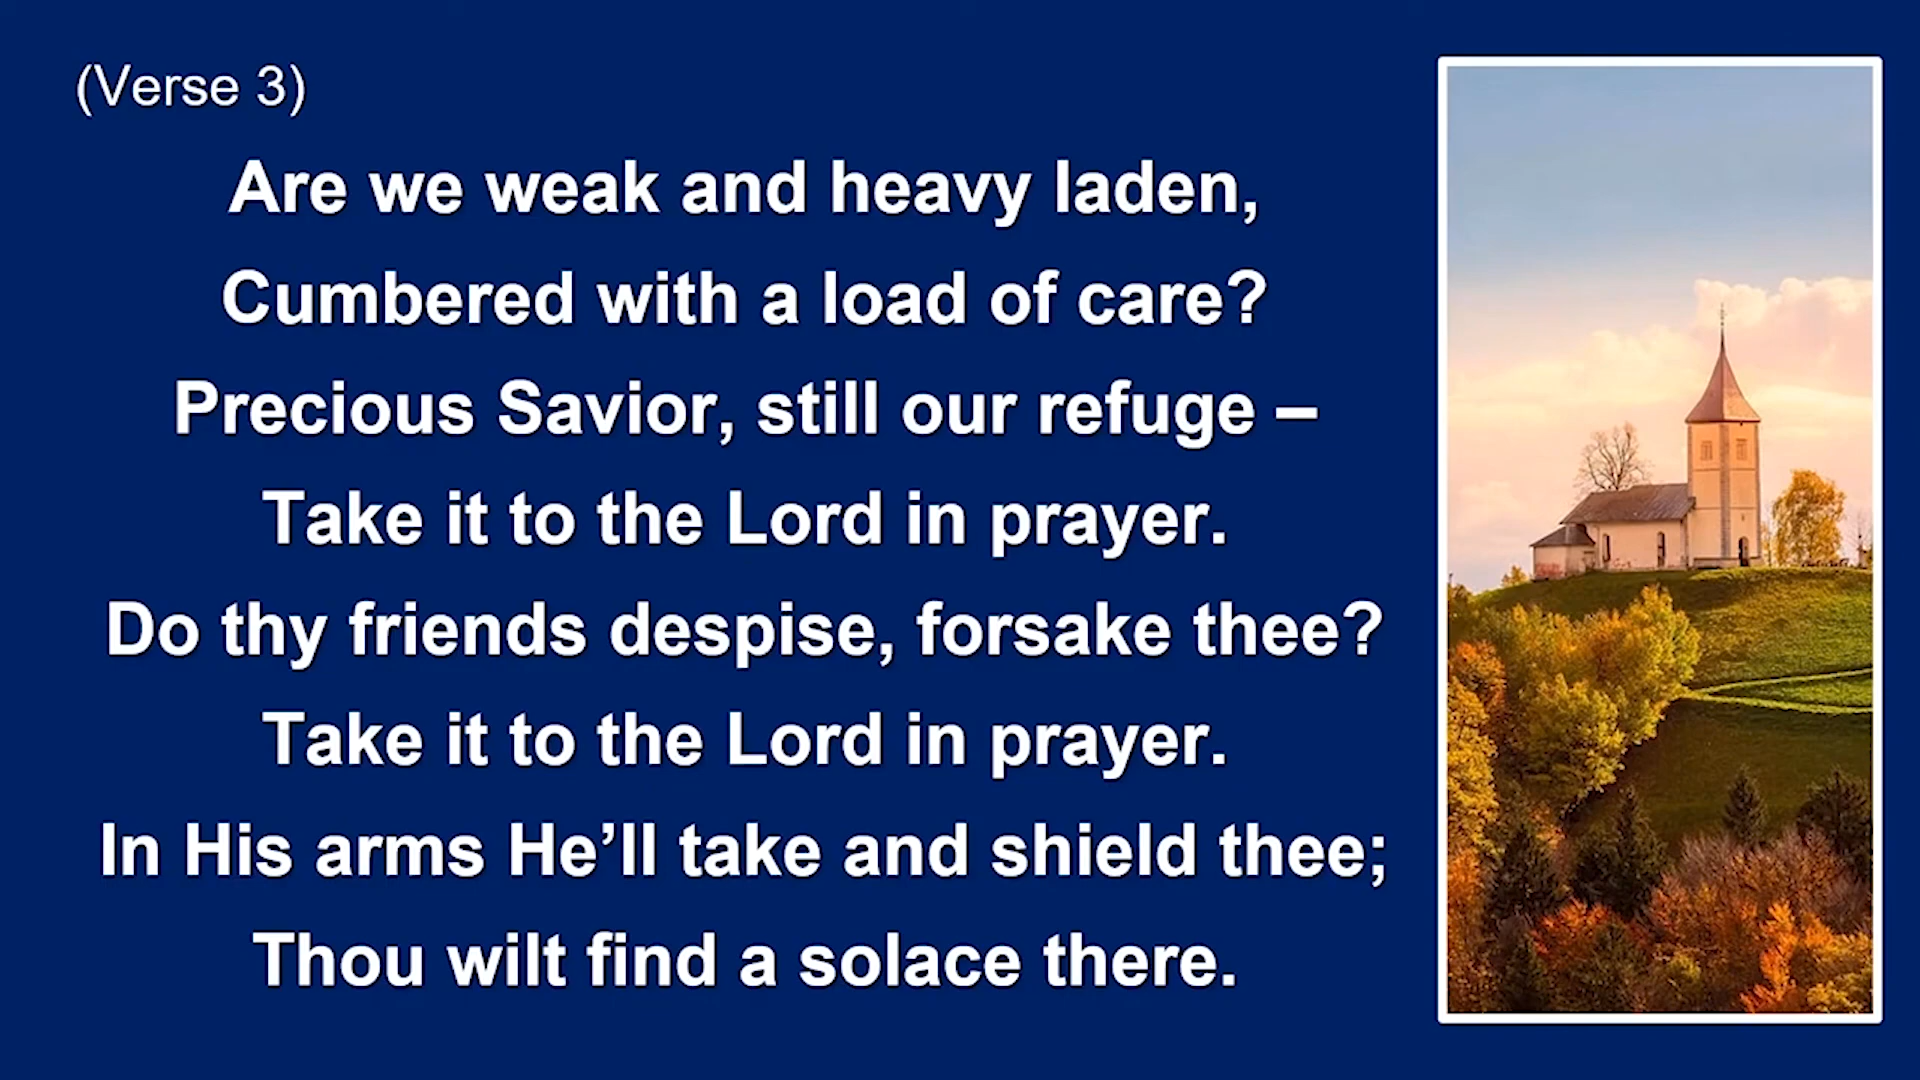 (Verse 3)
Are we weak and heavy laden,
Cumbered with a load of care?
Precious Savior, still our refuge –
Take it to the Lord in prayer.
Do thy friends despise, forsake thee?
Take it to the Lord in prayer.
In His arms He’ll take and shield thee;
Thou wilt find a solace there.